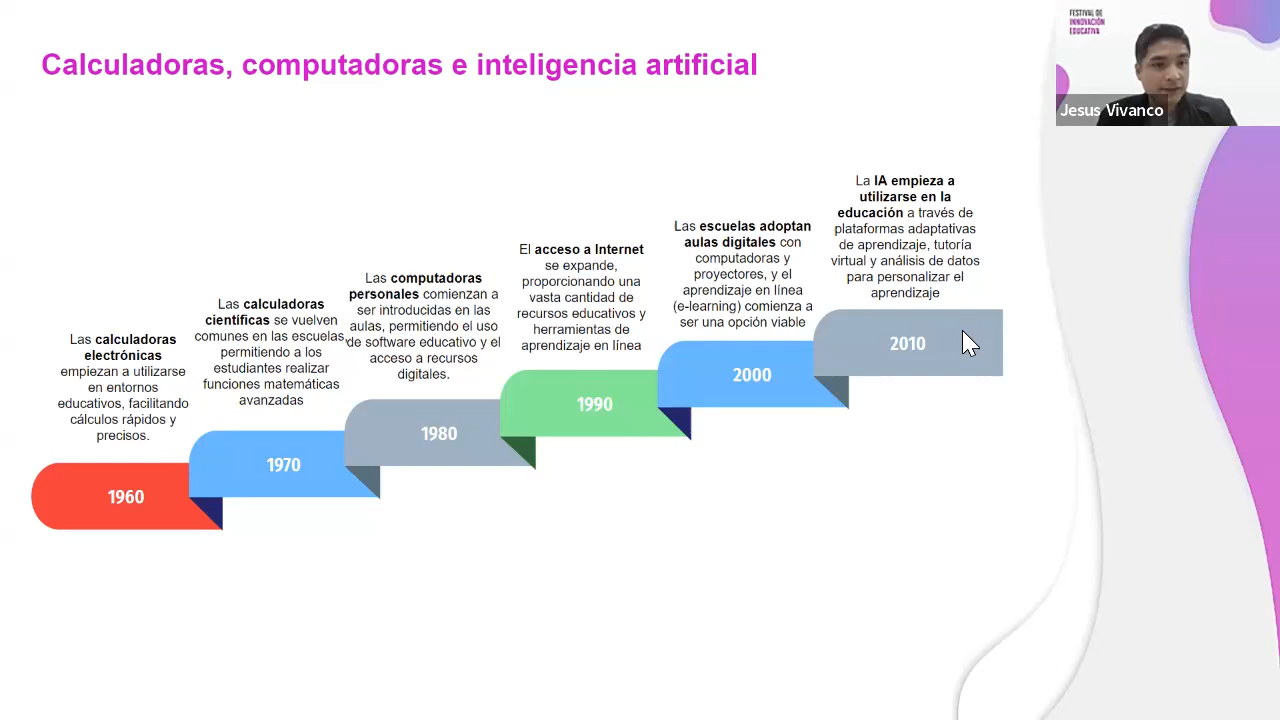 Calculadoras, computadoras e inteligencia artificial
FESTIVAL DE
INNOVACIÓN
EDUCATIVA
Jesus Vivanco
Las calculadoras
electrónicas
empiezan a utilizarse
en entornos
educativos, facilitando
cálculos rápidos y
precisos.
1960
Las calculadoras
científicas se vuelven
comunes en las escuelas,
permitiendo a los
estudiantes realizar
funciones matemáticas
avanzadas
1970
Las computadoras
personales comienzan a
ser introducidas en las
aulas, permitiendo el uso
de software educativo y el
acceso a recursos
digitales.
1980
El acceso a Internet
se expande,
proporcionando una
vasta cantidad de
recursos educativos y
herramientas de
aprendizaje en línea
1990
Las escuelas adoptan
aulas digitales con
computadoras y
proyectores, y el
aprendizaje en línea
(e-learning) comienza a
ser una opción viable
2000
La IA empieza a
utilizarse en la
educación a través de
plataformas adaptativas
de aprendizaje, tutoría
virtual y análisis de datos
para personalizar el
aprendizaje
2010